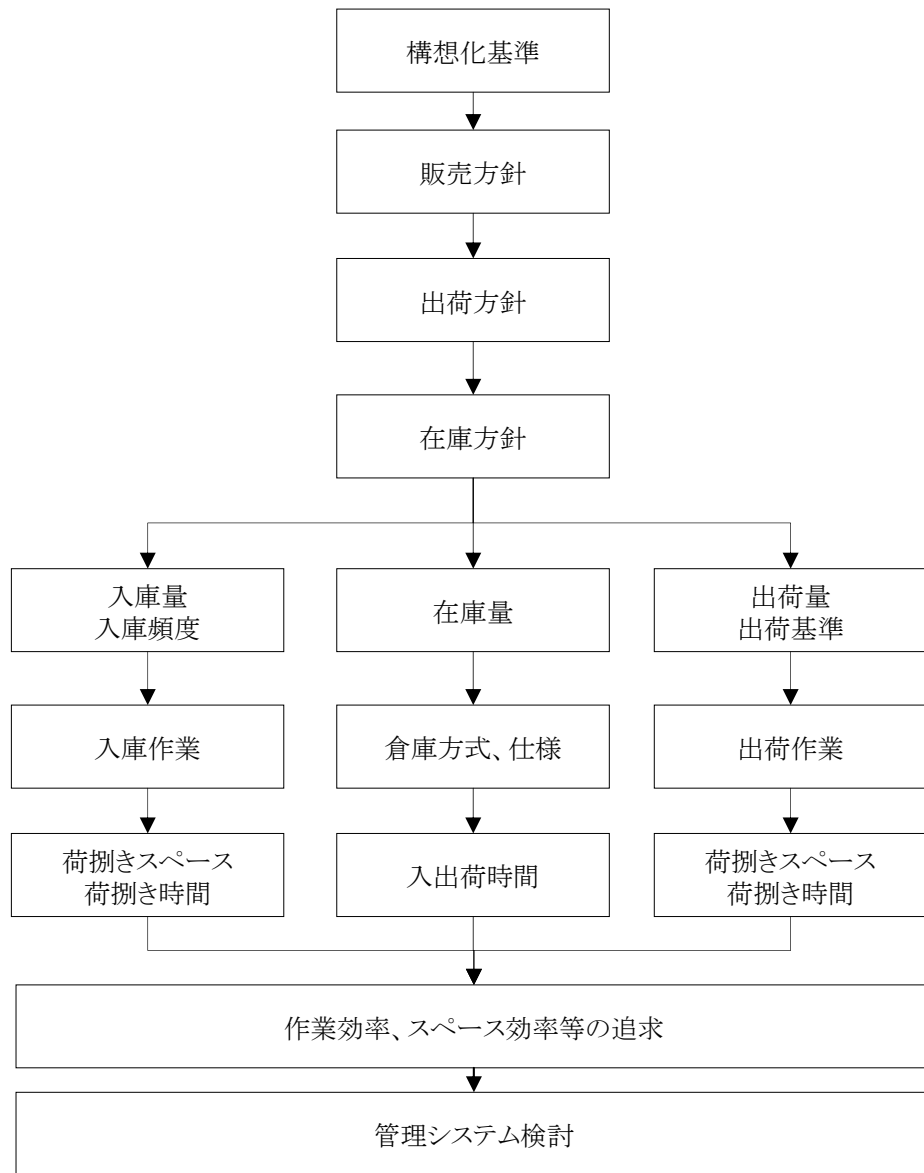 構想化基準
販売方針
出荷方針
在庫方針
入庫量
入庫頻度
在庫量
出荷量
出荷基準
入庫作業
倉庫方式、仕様
出荷作業
荷捌きスペース
荷捌き時間
入出荷時間
荷捌きスペース
荷捌き時間
作業効率、スペース効率等の追求
管理システム検討